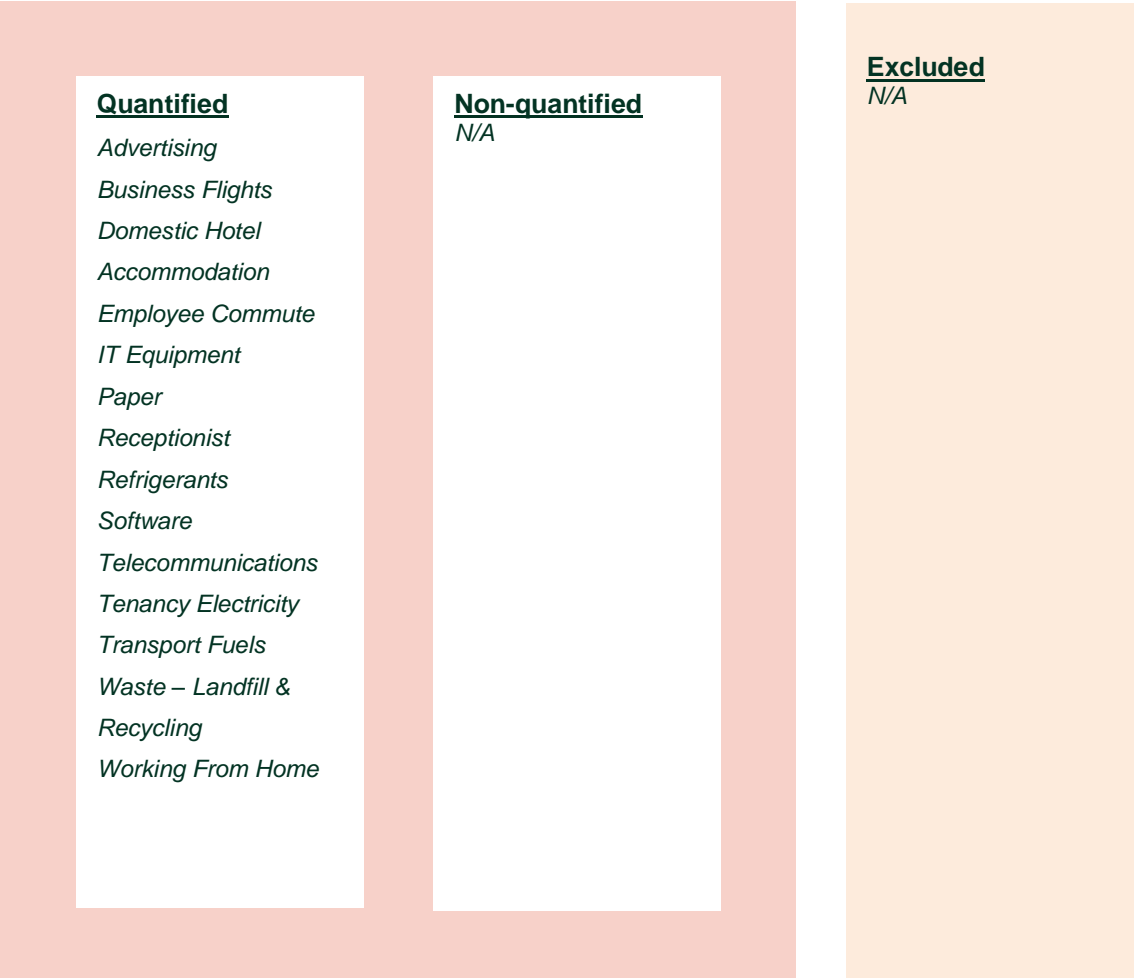 Quantified
Advertising
Business Flights
Domestic Hotel
Accommodation
Employee Commute
IT Equipment
Paper
Receptionist
Refrigerants
Software
Telecommunications
Tenancy Electricity
Transport Fuels
Waste – Landfill &
Recycling
Working From Home
Non-quantified
N/A
Excluded
N/A